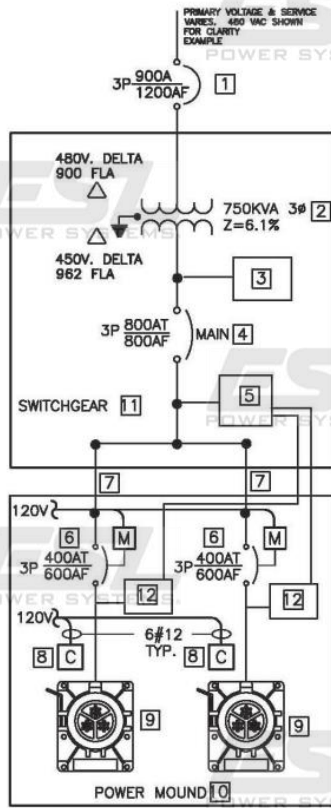 PRIMARY VOLTAGE & SERVICE
VARIES. 480 VAC SHOWN
FOR CLARITY
EXAMPLE
3P 900A
1200AF
1
480V. DELTA
900 FLA
750KVA 3ø 2
Z=6.1%
450V. DELTA
962 FLA
3
3P 800AT
800AF
MAIN 4
5
SWITCHGEAR 11
7
7
120V
6
M
6
M
3P 400AT
600AF
3P 400AT
600AF
12
12
120V
6#12
TYP.
8 C
8 C
9
9
POWER MOUND 10
ESL
POWER SYSTEMS